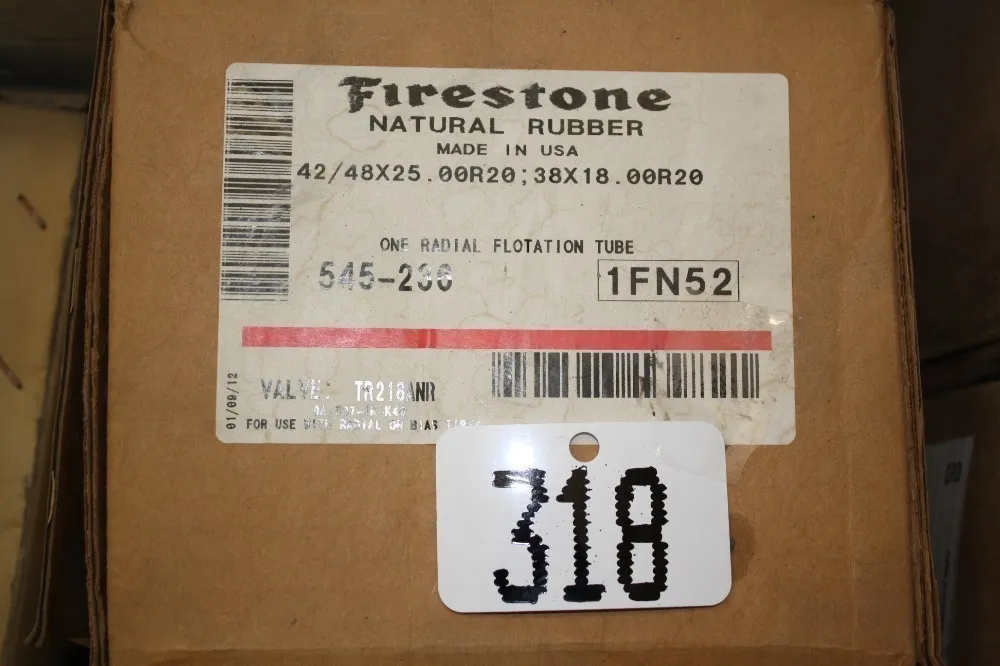 Firestone
NATURAL RUBBER
MADE IN USA
42/48X25.00R20;38X18.00R20
ONE RADIAL FLOTATION TUBE
545-236
1FN52
VALVE: TR218ANR
FOR USE WITH RADIAL OR BIAS TIRES
01/09/12
318